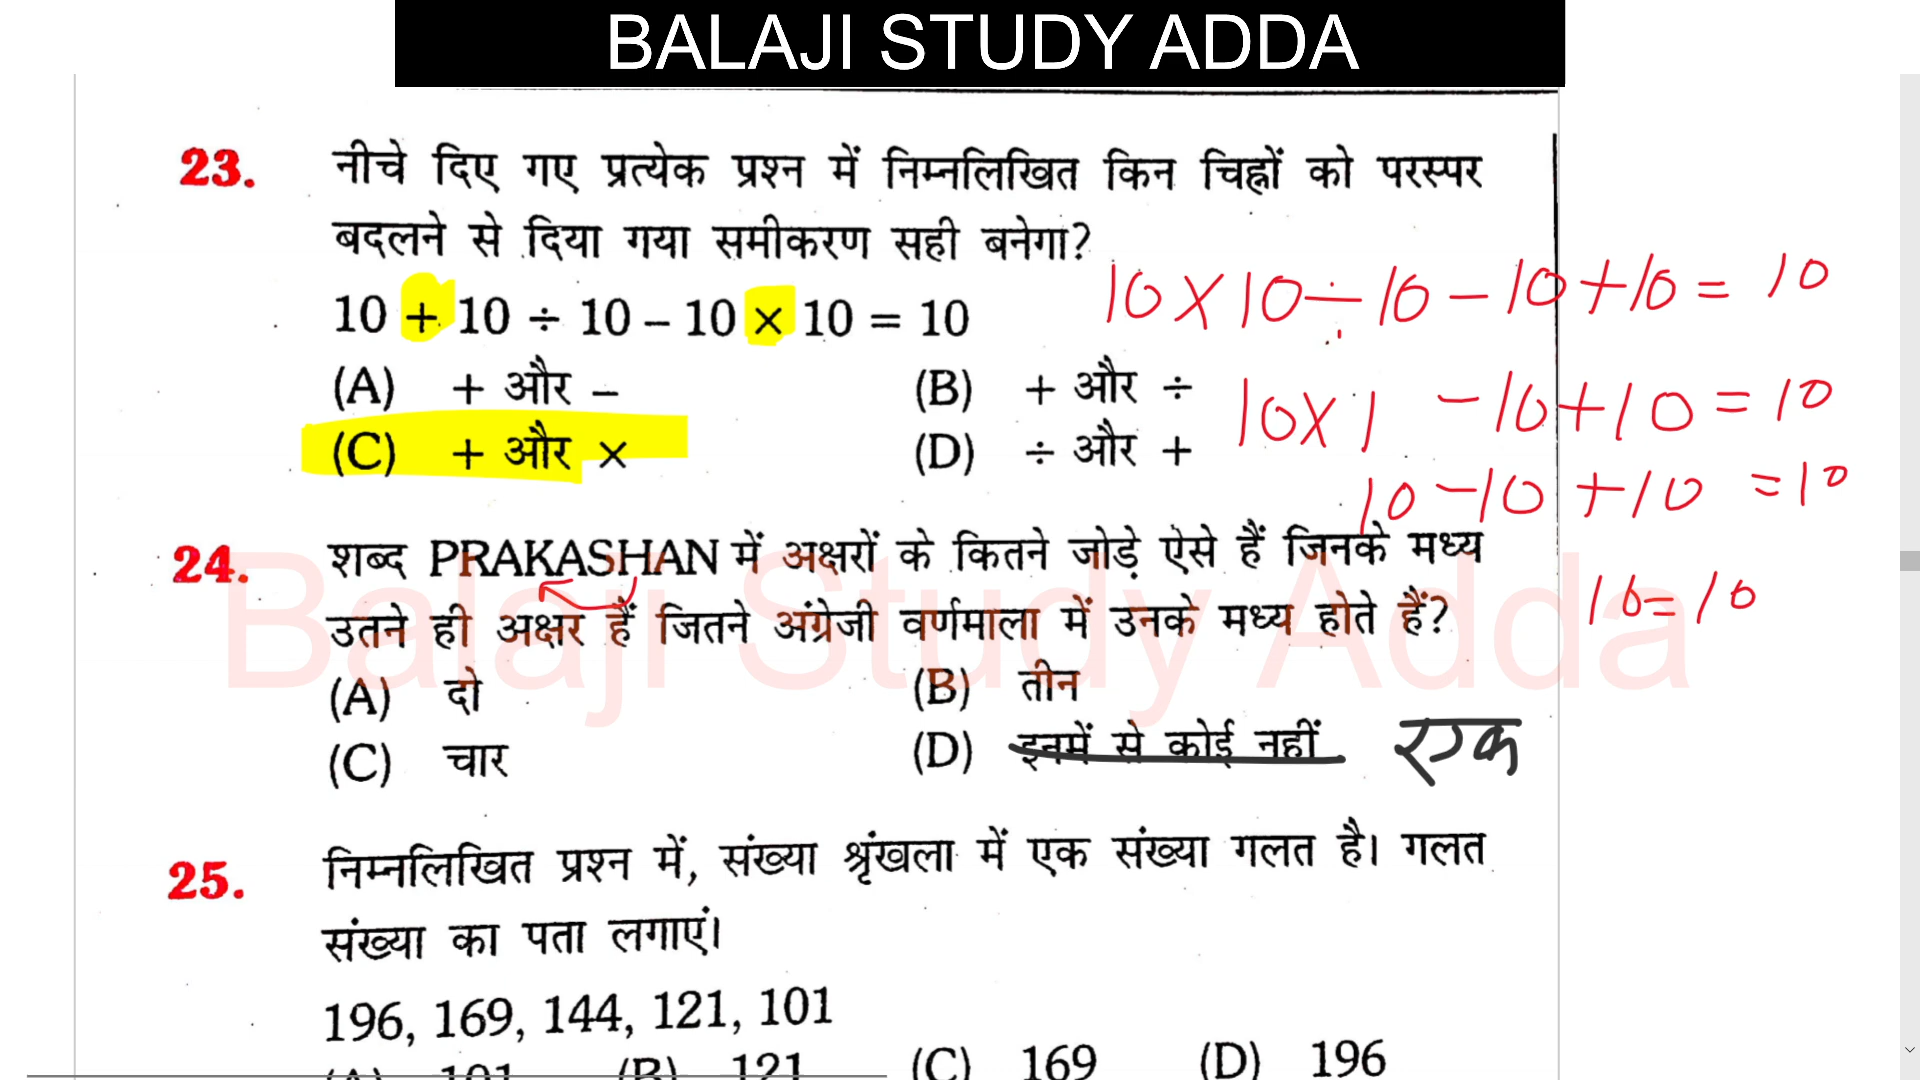 BALAJI STUDY ADDA
23. नीचे दिए गए प्रत्येक प्रश्न में निम्नलिखित किन चिह्नों को परस्पर
बदलने से दिया गया समीकरण सही बनेगा?
10 + 10 ÷ 10 – 10 × 10 = 10
10 × 10 ÷ 10 – 10 + 10 = 10
(A) + और – (B) + और ÷
10 × 1 – 10 + 10 = 10
(C) + और × (D) ÷ और +
10 – 10 + 10 = 10
24. शब्द PRAKASHAN में अक्षरों के कितने जोड़े ऐसे हैं जिनके मध्य
उतने ही अक्षर हैं जितने अंग्रेजी वर्णमाला में उनके मध्य होते हैं?
10 = 10
Balaji Study Adda
(A) दो (B) तीन
(C) चार (D) इनमें से कोई नहीं एक
25. निम्नलिखित प्रश्न में, संख्या श्रृंखला में एक संख्या गलत है। गलत
संख्या का पता लगाएं।
196, 169, 144, 121, 101
(A) 101 (B) 121 (C) 169 (D) 196